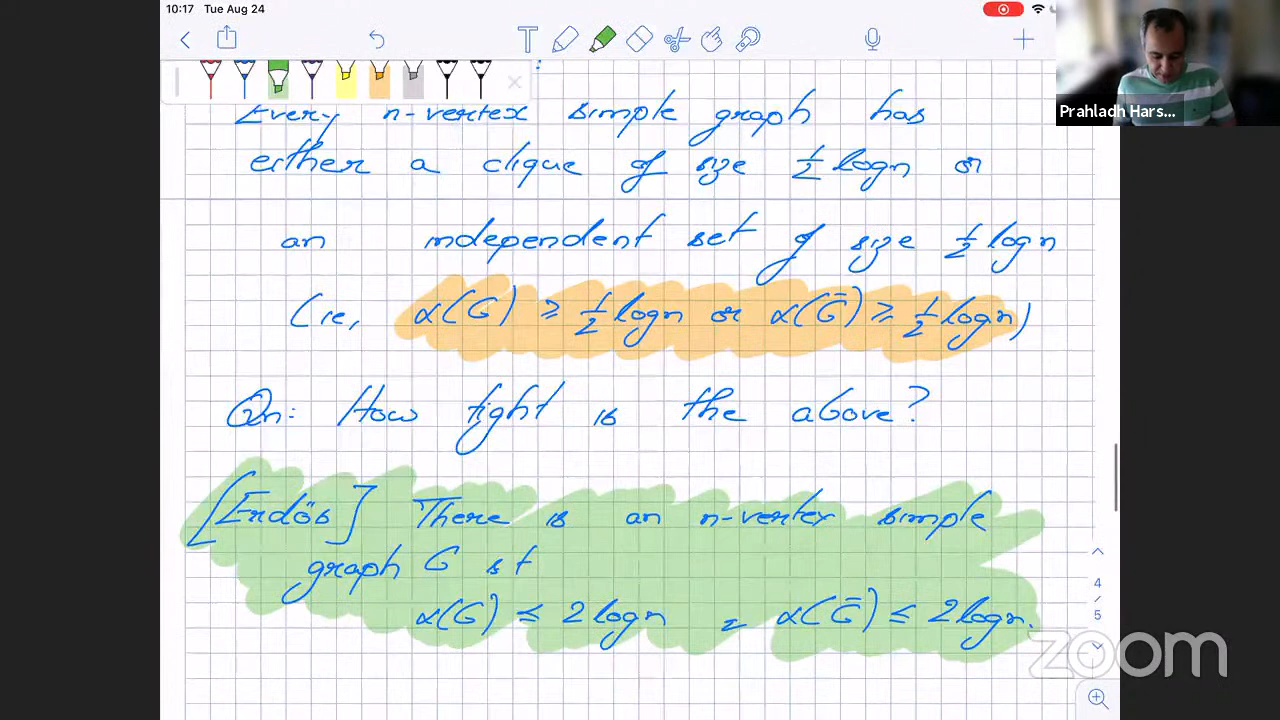 10:17 Tue Aug 24
Prahladh Hars...
Every n-vertex simple graph has
either a clique of size ½ log n or
an independent set of size ½ log n
(ie, α(G) ≥ ½ log n or α(Ḡ) ≥ ½ log n)
Qn: How tight is the above?
[Erdös] There is an n-vertex simple
graph G st
α(G) ≤ 2 log n & α(Ḡ) ≤ 2 log n.
4
/
5
zoom